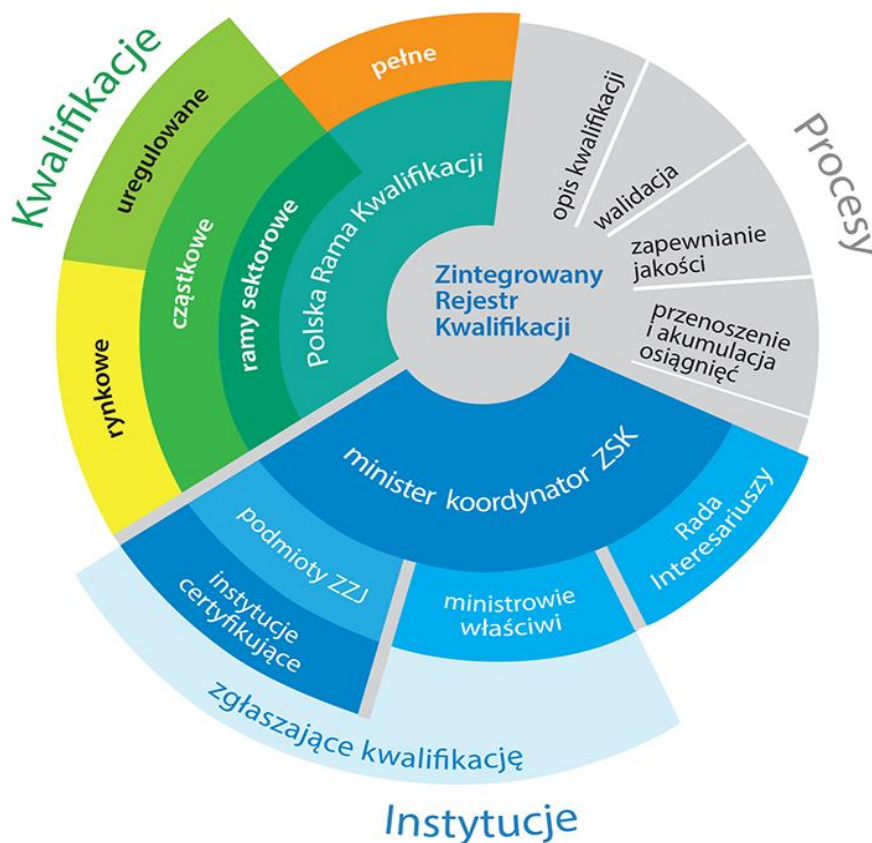 Kwalifikacje
uregulowane
rynkowe
cząstkowe
pełne
ramy sektorowe
Polska Rama Kwalifikacji
Zintegrowany
Rejestr
Kwalifikacji
Procesy
opis kwalifikacji
walidacja
zapewnianie
jakości
przenoszenie
i akumulacja
osiągnięć
minister koordynator ZSK
Rada
Interesariuszy
ministrowie
właściwi
podmioty ZZJ
instytucje
certyfikujące
zgłaszające kwalifikację
Instytucje